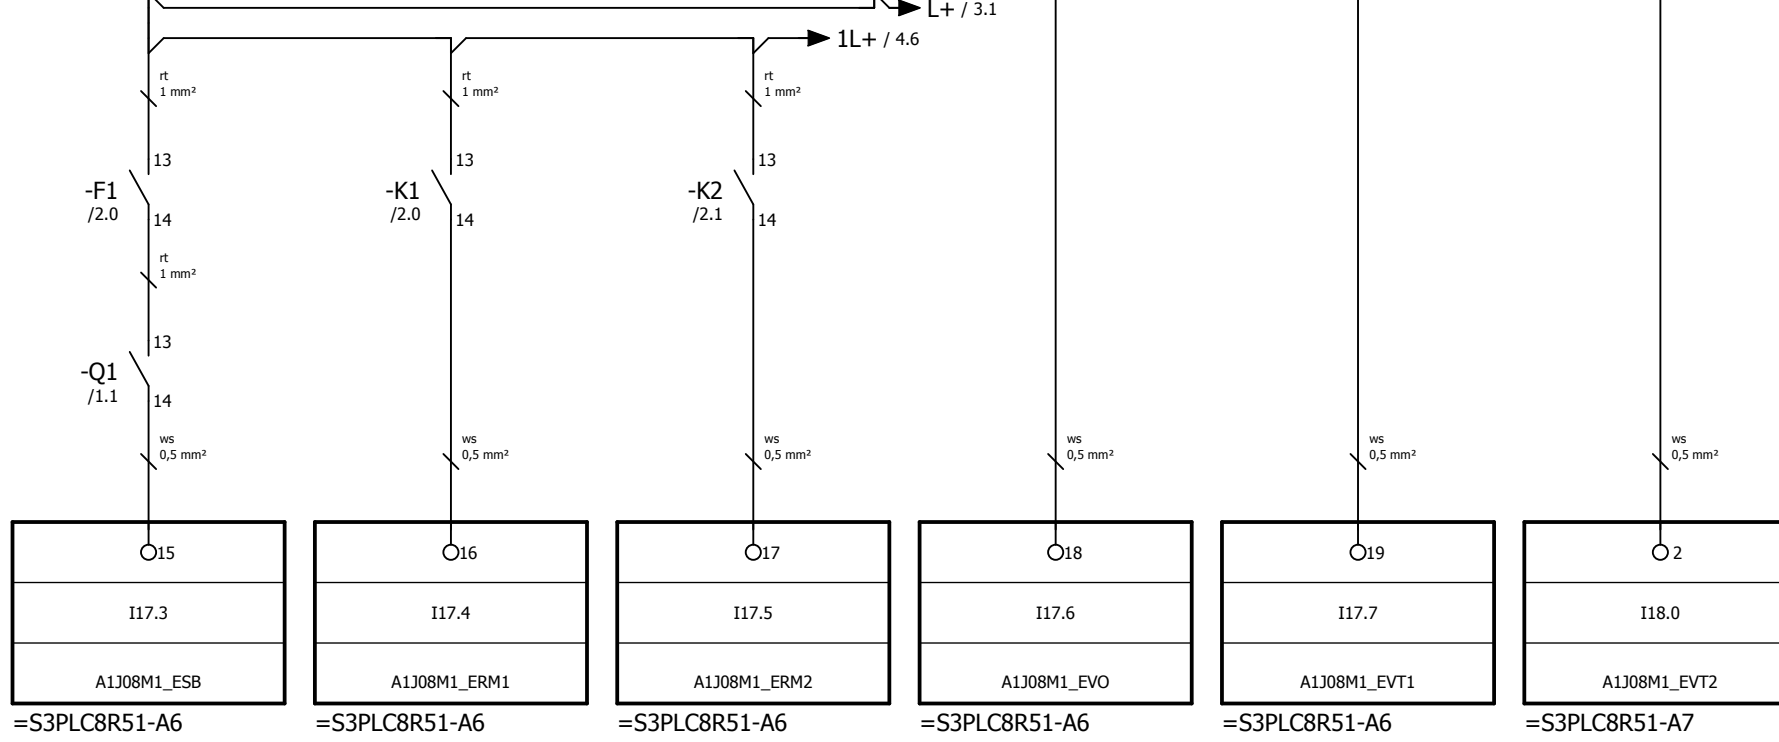 L+ / 3.1
1L+ / 4.6
rt
1 mm²
rt
1 mm²
rt
1 mm²
13
13
13
-F1
/2.0
-K1
/2.0
-K2
/2.1
14
14
14
rt
1 mm²
13
-Q1
/1.1
14
ws
0,5 mm²
ws
0,5 mm²
ws
0,5 mm²
ws
0,5 mm²
ws
0,5 mm²
ws
0,5 mm²
15
16
17
18
19
2
I17.3
I17.4
I17.5
I17.6
I17.7
I18.0
A1J08M1_ESB
A1J08M1_ERM1
A1J08M1_ERM2
A1J08M1_EVO
A1J08M1_EVT1
A1J08M1_EVT2
=S3PLC8R51-A6
=S3PLC8R51-A6
=S3PLC8R51-A6
=S3PLC8R51-A6
=S3PLC8R51-A6
=S3PLC8R51-A7